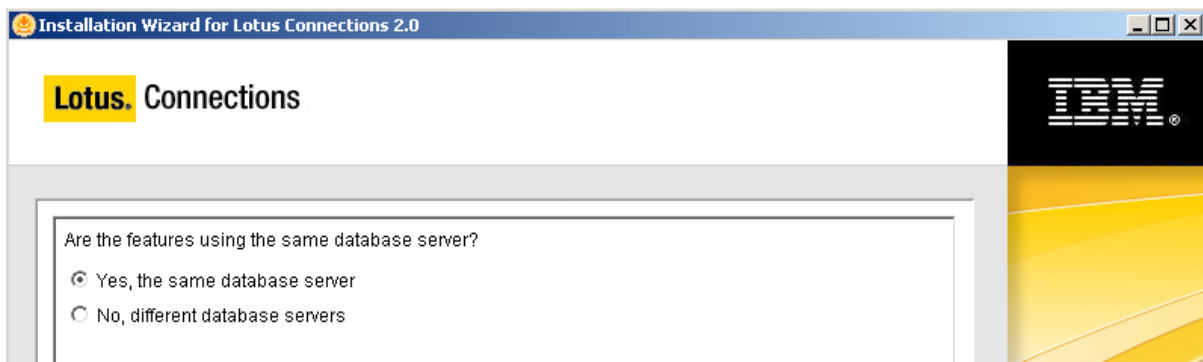 Installation Wizard for Lotus Connections 2.0
Lotus. Connections
IBM®
Are the features using the same database server?
Yes, the same database server
No, different database servers